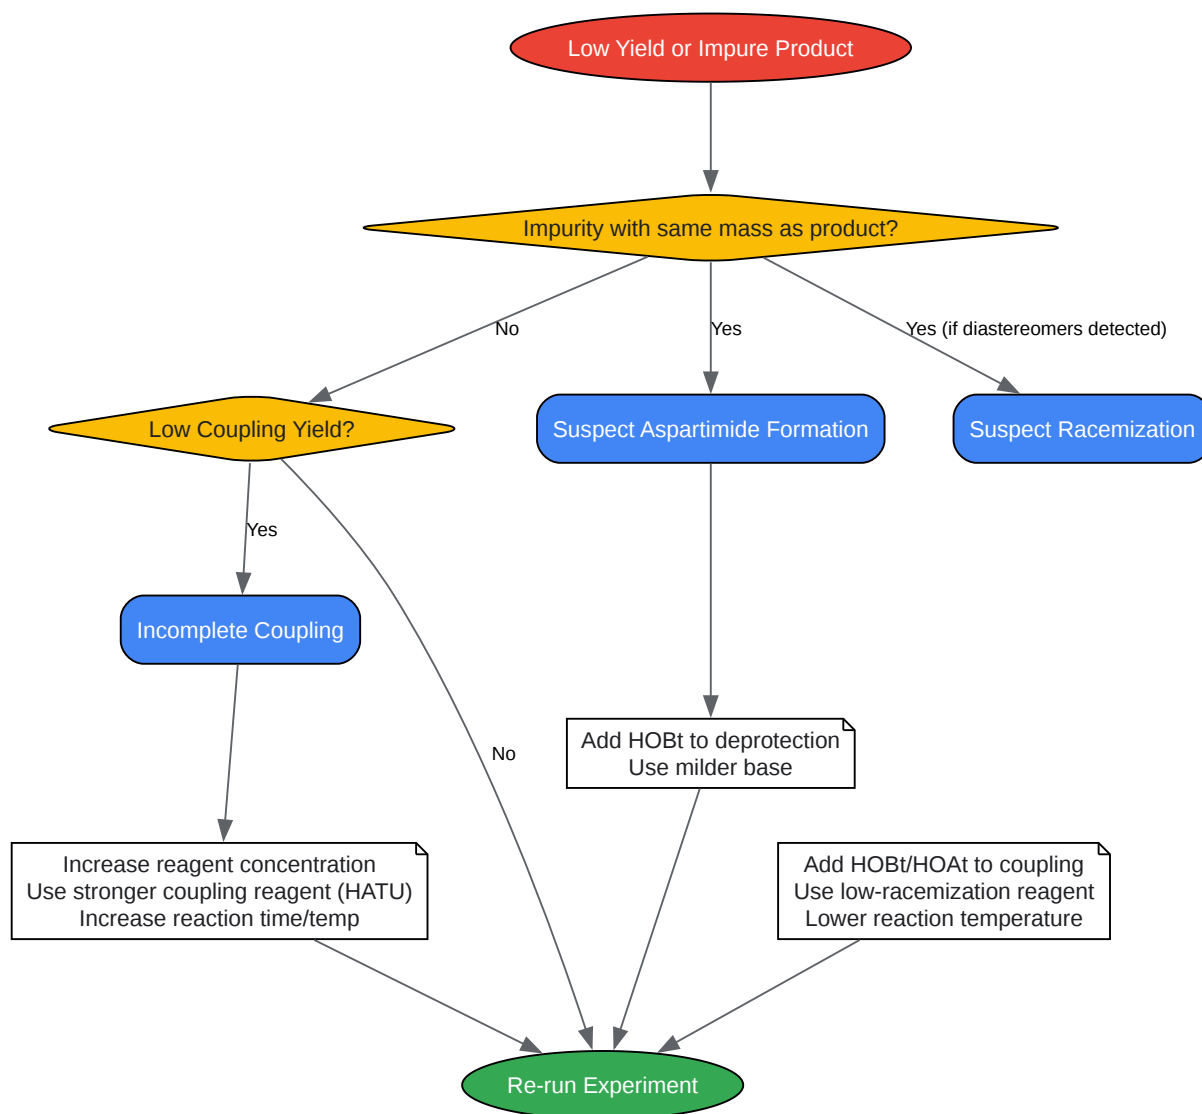 Low Yield or Impure Product
Impurity with same mass as product?
No
Yes
Yes (if diastereomers detected)
Low Coupling Yield?
Suspect Aspartimide Formation
Suspect Racemization
Yes
Incomplete Coupling
No
Add HOBt to deprotection
Use milder base
Increase reagent concentration
Use stronger coupling reagent (HATU)
Increase reaction time/temp
Add HOBt/HOAt to coupling
Use low-racemization reagent
Lower reaction temperature
Re-run Experiment